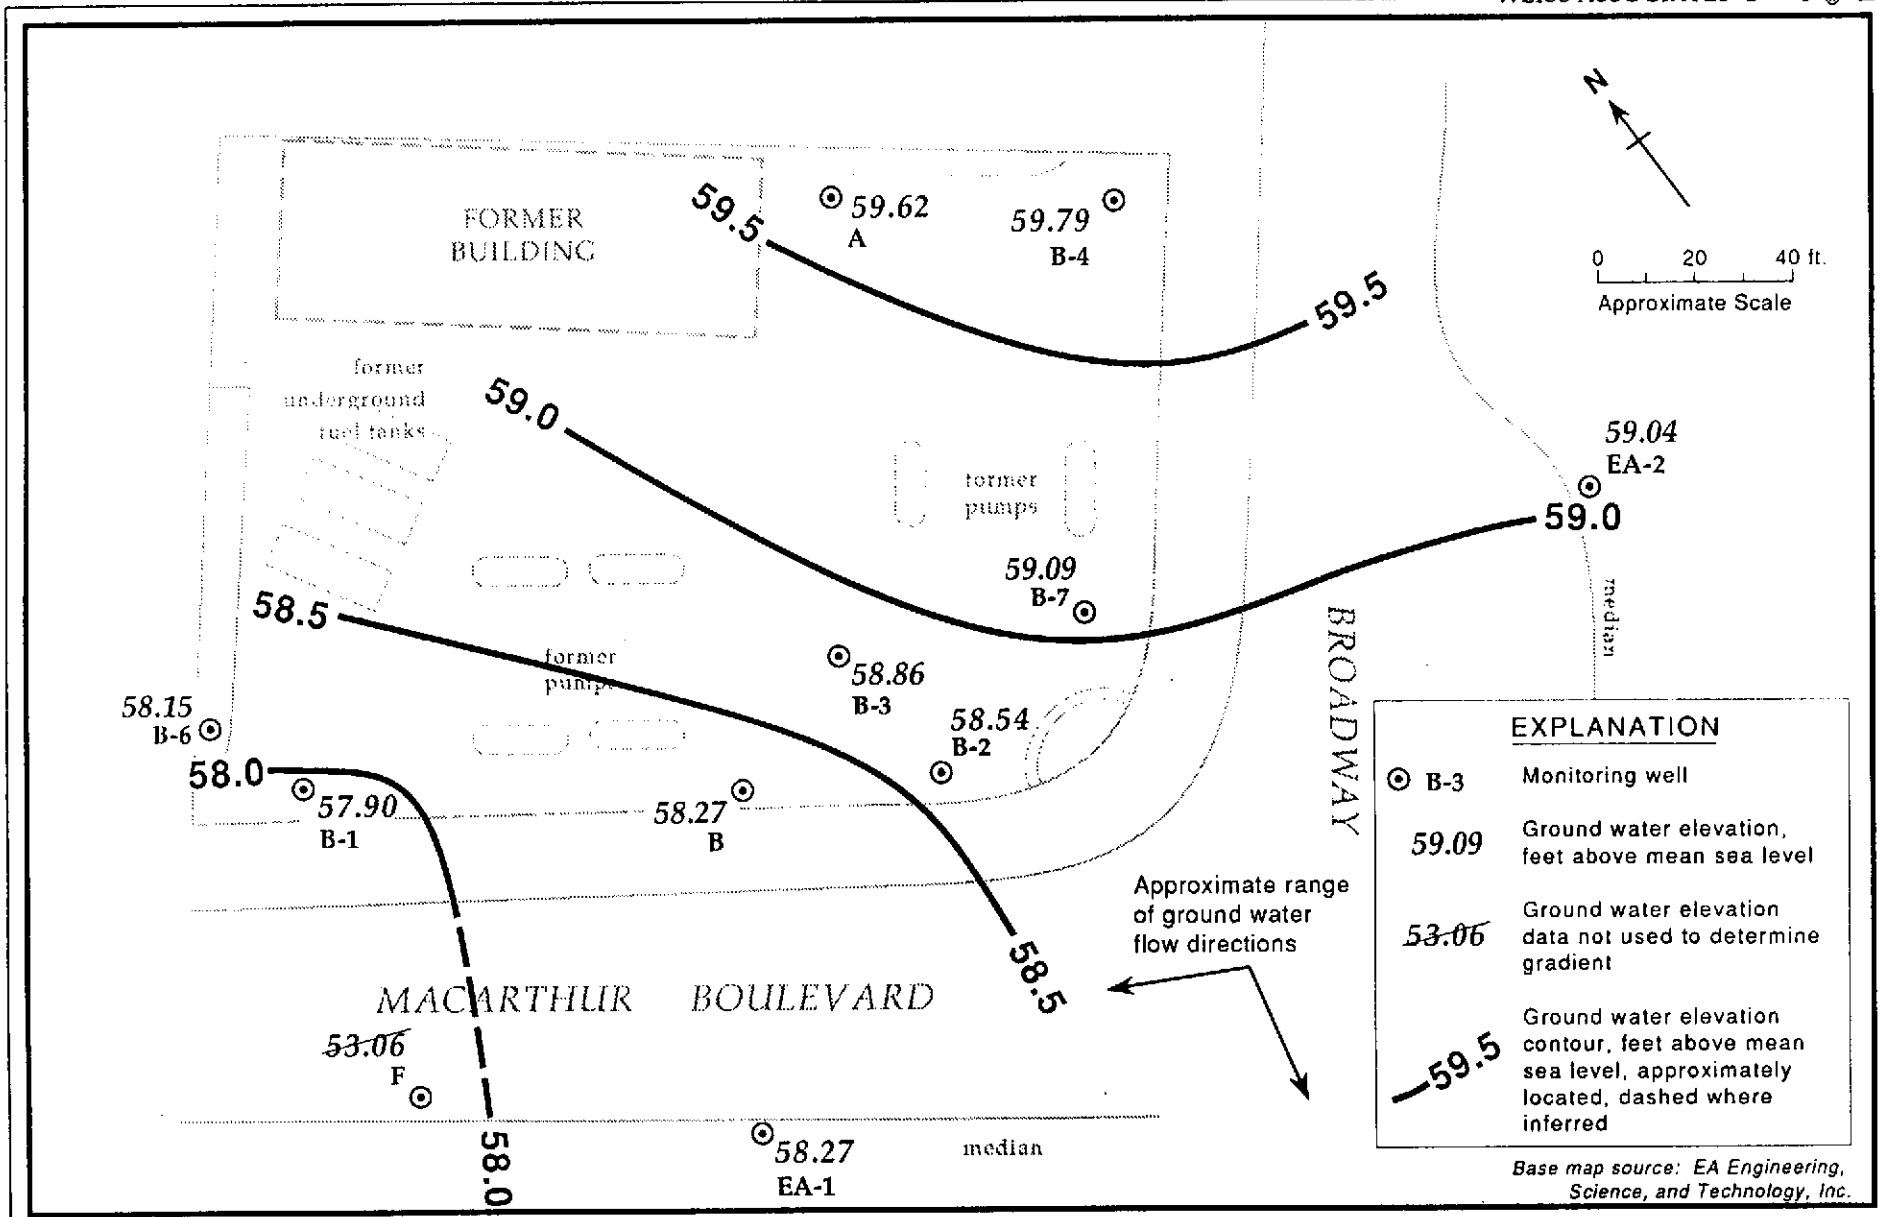 N
0 20 40 ft.
Approximate Scale
FORMER
BUILDING
59.5
59.62
A
59.79
B-4
59.5
former
underground
fuel tanks
59.0
former
pumps
59.04
EA-2
59.0
59.09
B-7
58.5
former
pumps
58.86
B-3
58.54
B-2
58.15
B-6
58.0
57.90
B-1
58.27
B
BROADWAY
median
Approximate range
of ground water
flow directions
58.5
MACARTHUR BOULEVARD
53.06
F
58.0
58.27
EA-1
median
EXPLANATION
B-3 Monitoring well
59.09 Ground water elevation,
feet above mean sea level
53.06 Ground water elevation
data not used to determine
gradient
59.5 Ground water elevation
contour, feet above mean
sea level, approximately
located, dashed where
inferred
Base map source: EA Engineering,
Science, and Technology, Inc.